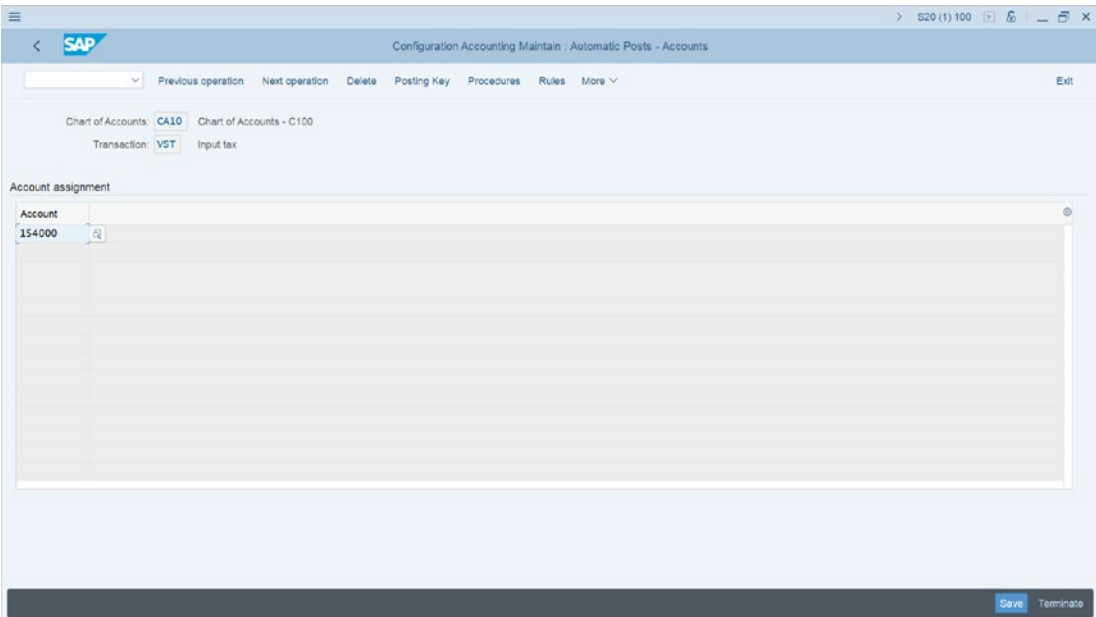 S20 (1) 100
SAP
Configuration Accounting Maintain : Automatic Posts - Accounts
Previous operation Next operation Delete Posting Key Procedures Rules More Exit
Chart of Accounts: CA10 Chart of Accounts - C100
Transaction: VST Input tax
Account assignment
Account
154000
Save Terminate